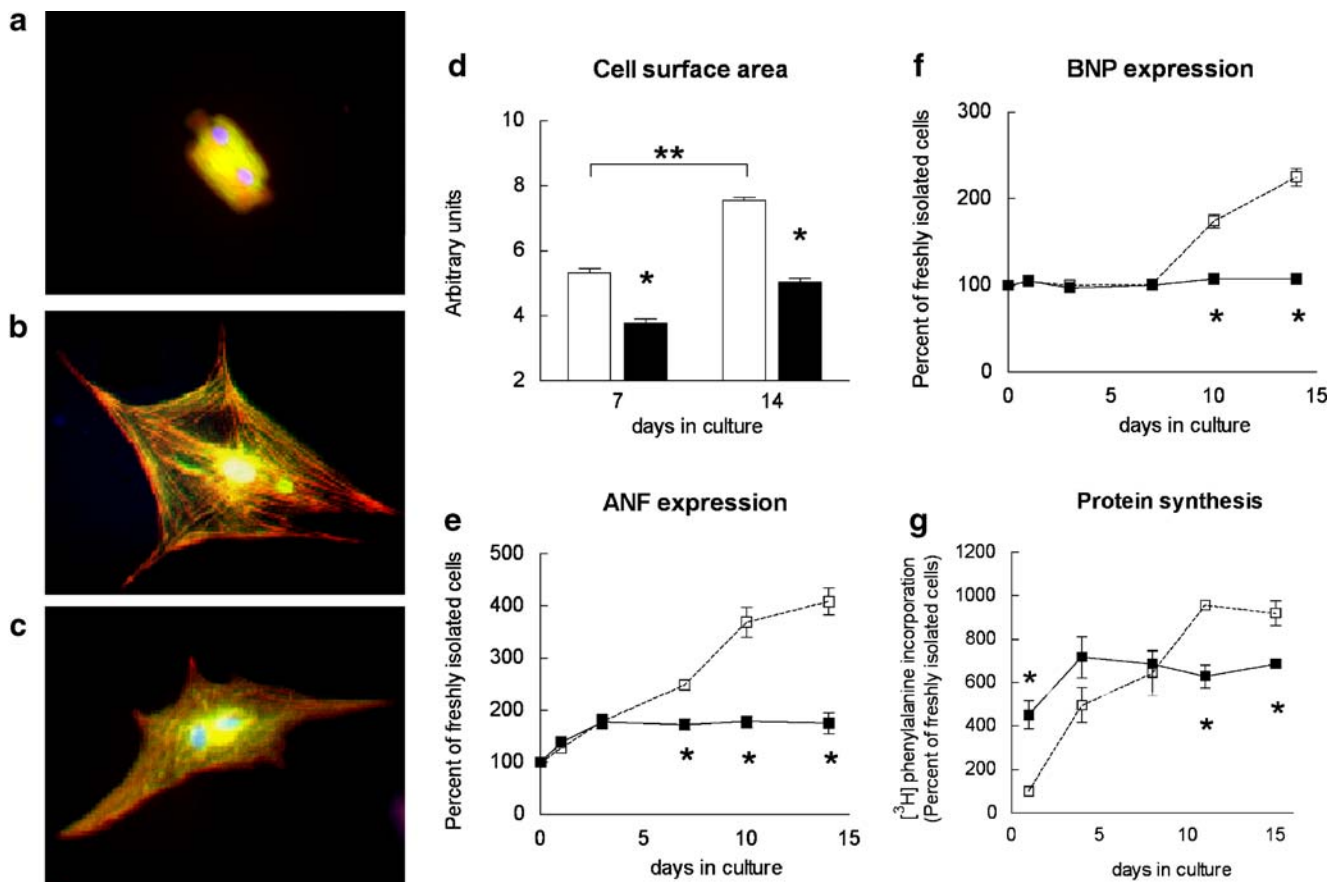 a
b
c
d
Cell surface area
10
8
6
4
2
Arbitrary units
**
*
*
7
14
days in culture
e
ANF expression
500
400
300
200
100
0
Percent of freshly isolated cells
*
*
*
0
5
10
15
days in culture
f
BNP expression
300
200
100
0
Percent of freshly isolated cells
*
*
0
5
10
15
days in culture
g
Protein synthesis
1200
1000
800
600
400
200
0
[³H] phenylalanine incorporation
(Percent of freshly isolated cells)
*
*
*
0
5
10
15
days in culture